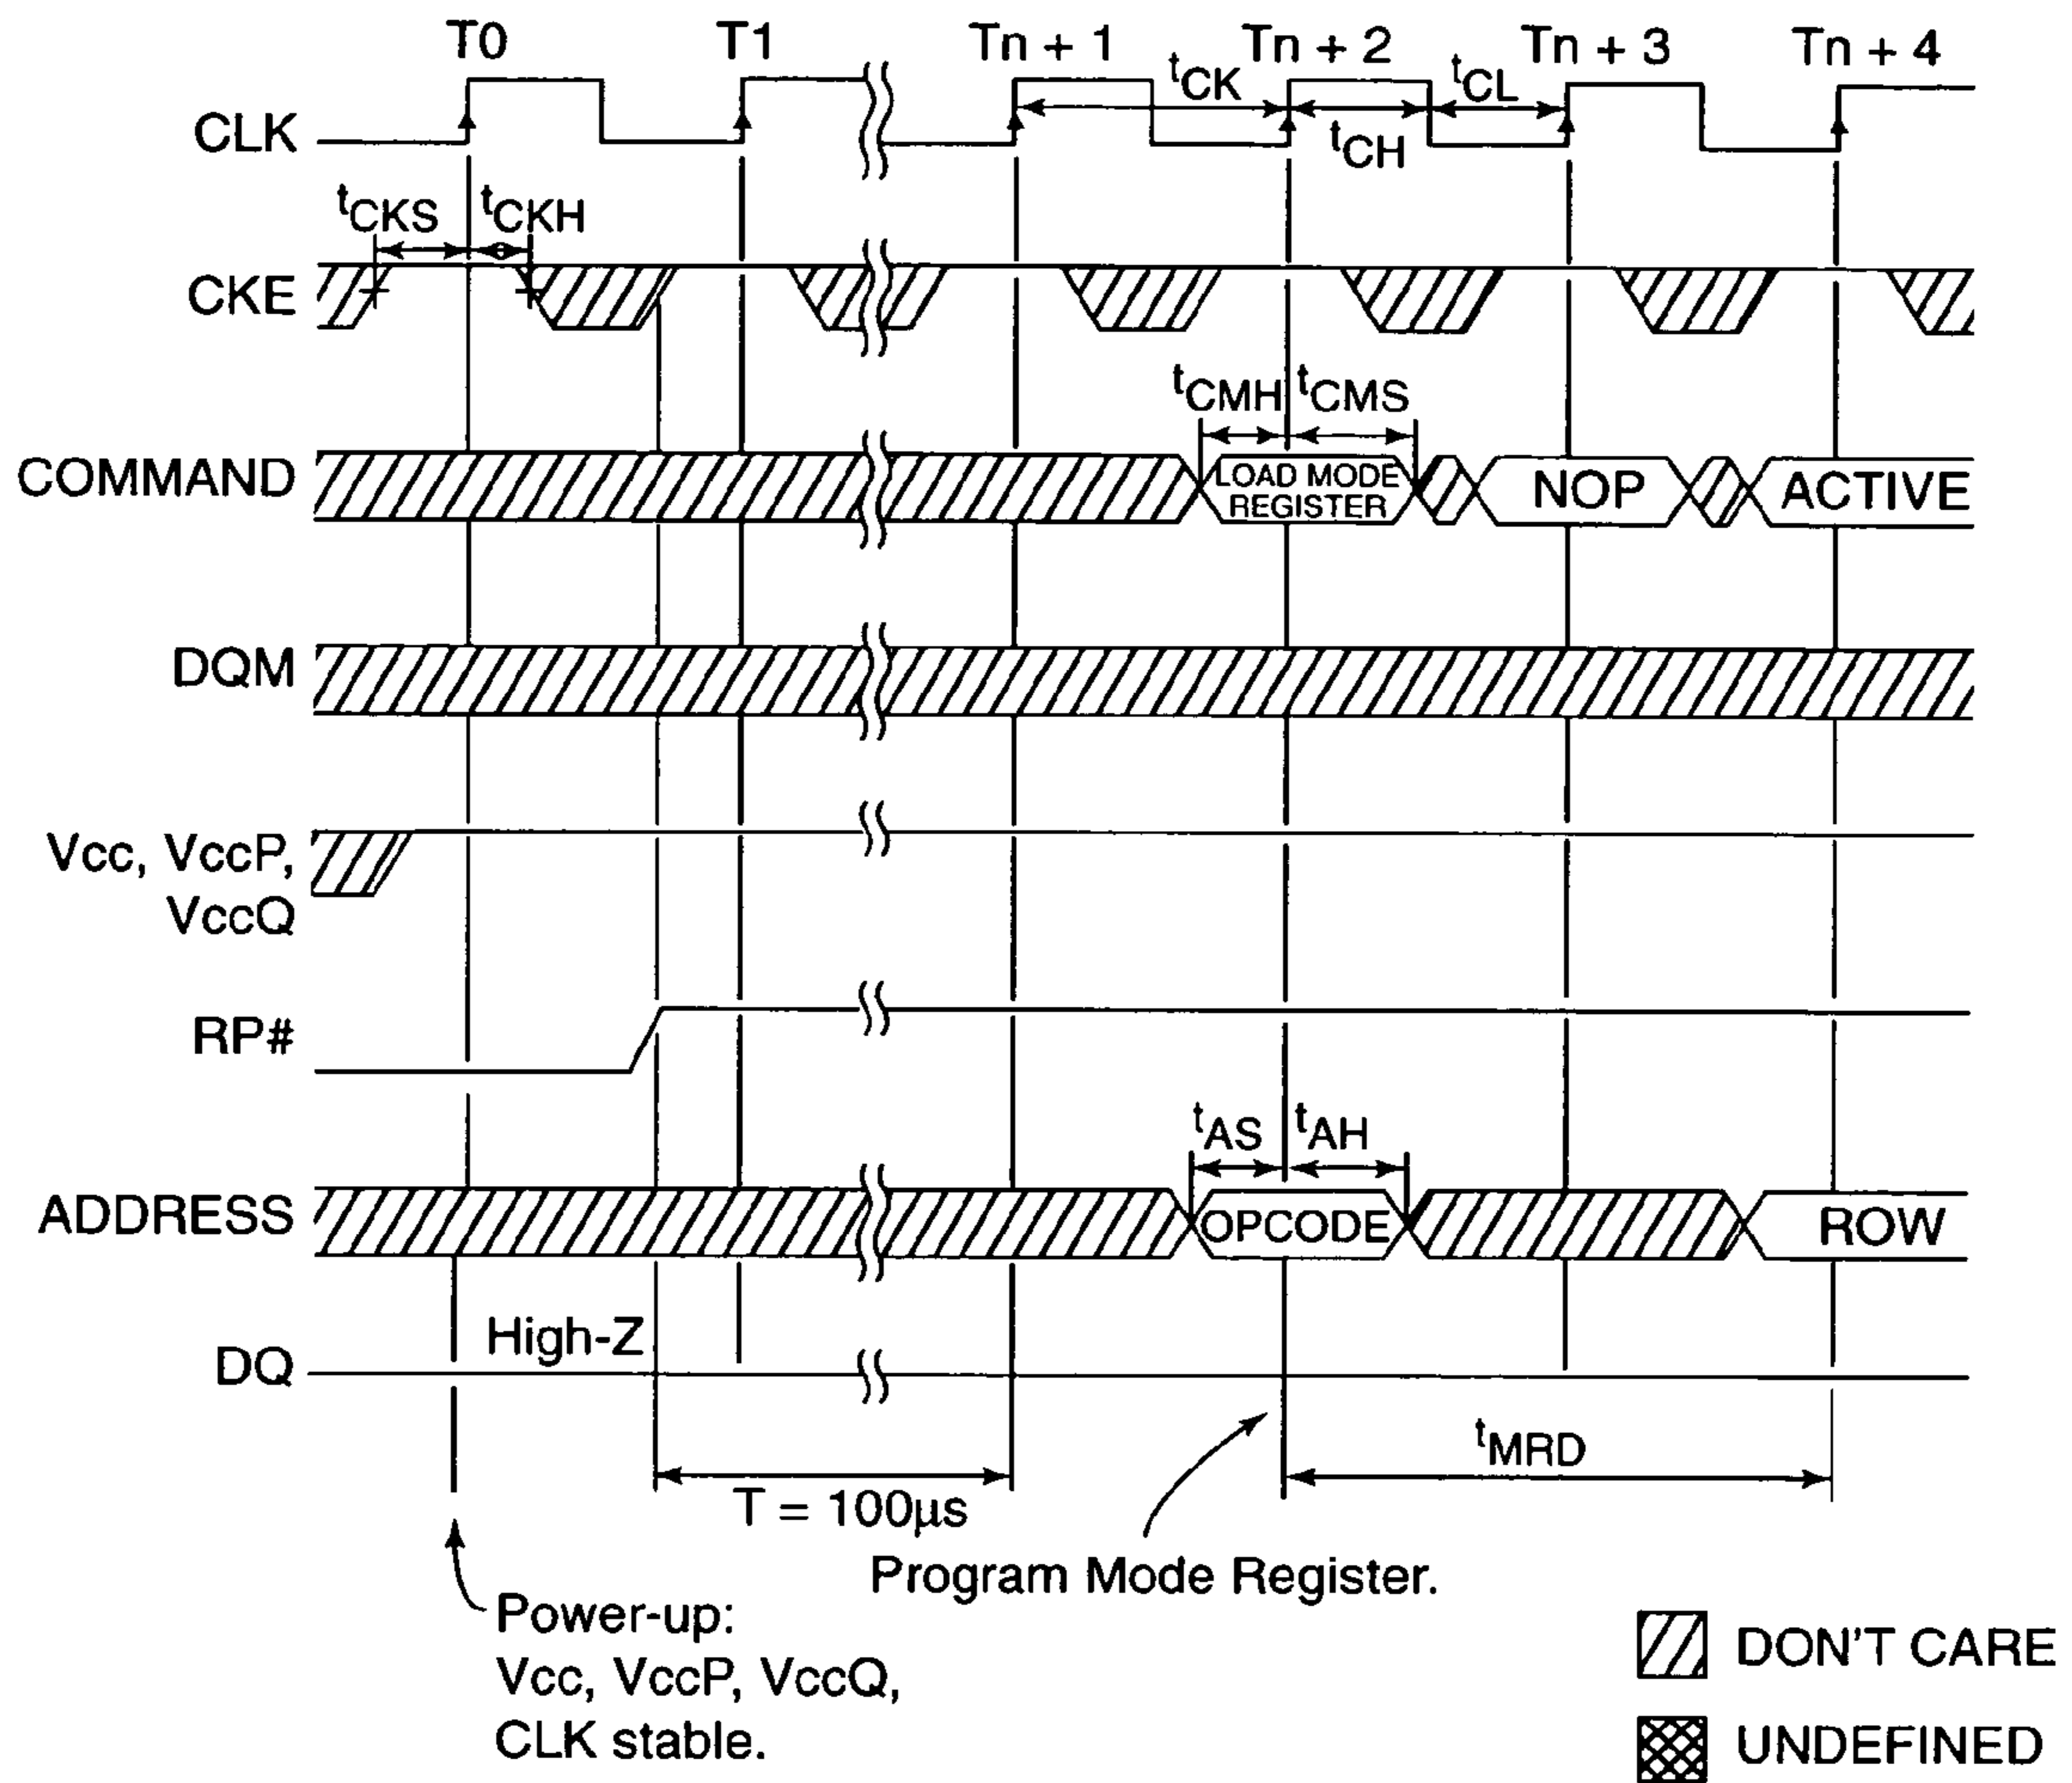 T0 T1 Tn + 1 Tn + 2 Tn + 3 Tn + 4
tCK tCL
CLK
tCH
tCKS tCKH
CKE
tCMH tCMS
COMMAND
LOAD MODE
REGISTER
NOP
ACTIVE
DQM
Vcc, VccP,
VccQ
RP#
tAS tAH
ADDRESS
OPCODE
ROW
High-Z
DQ
tMRD
T = 100µs
Program Mode Register.
Power-up:
Vcc, VccP, VccQ,
CLK stable.
DON'T CARE
UNDEFINED